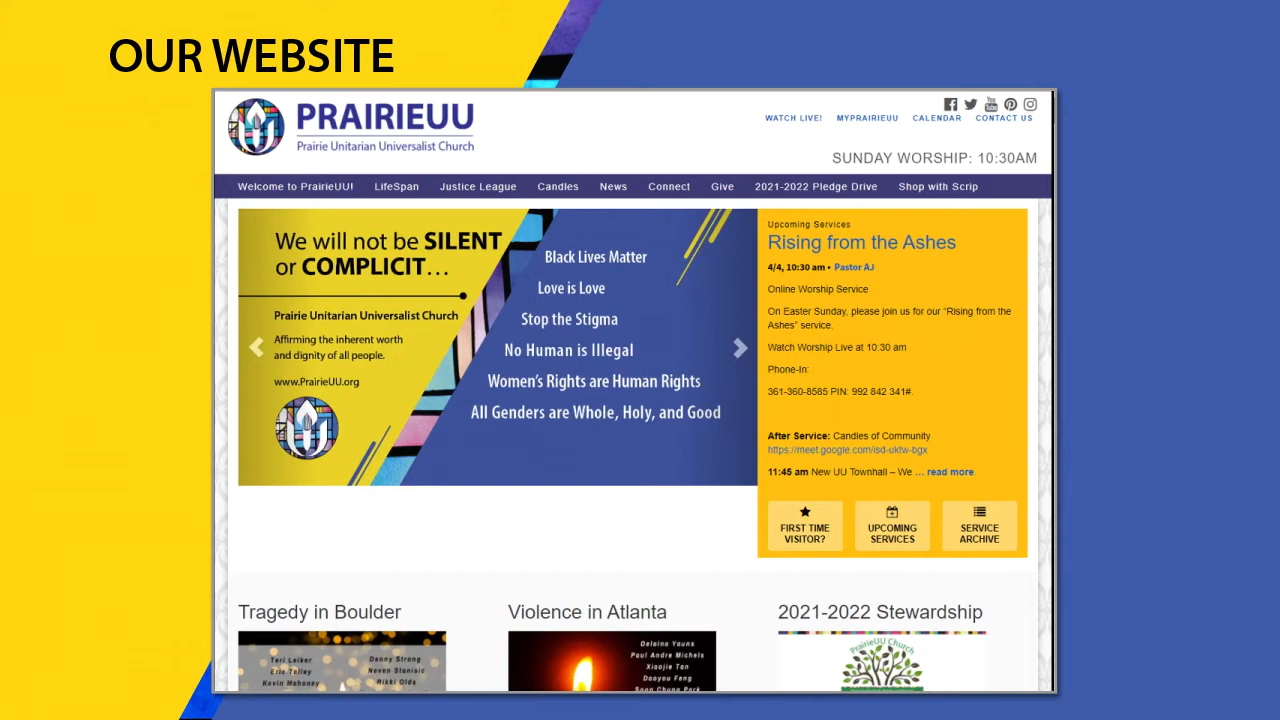 OUR WEBSITE
PRAIRIEUU
Prairie Unitarian Universalist Church
WATCH LIVE! MYPRAIRIEUU CALENDAR CONTACT US
SUNDAY WORSHIP: 10:30AM
Welcome to PrairieUU! LifeSpan Justice League Candles News Connect Give 2021-2022 Pledge Drive Shop with Scrip
We will not be SILENT
or COMPLICIT...
Prairie Unitarian Universalist Church
Affirming the inherent worth
and dignity of all people.
www.PrairieUU.org
Black Lives Matter
Love is Love
Stop the Stigma
No Human is Illegal
Women's Rights are Human Rights
All Genders are Whole, Holy, and Good
Upcoming Services
Rising from the Ashes
4/4, 10:30 am • Pastor AJ
Online Worship Service
On Easter Sunday, please join us for our "Rising from the
Ashes" service.
Watch Worship Live at 10:30 am
Phone-In:
361-360-8585 PIN: 992 842 341#.
After Service: Candles of Community
https://meet.google.com/isd-uktw-bgx
11:45 am New UU Townhall – We ... read more.
FIRST TIME
VISITOR?
UPCOMING
SERVICES
SERVICE
ARCHIVE
Tragedy in Boulder
Teri Leiker
Eric Talley
Kevin Mahoney
Denny Strong
Neven Stanisic
Rikki Olds
Violence in Atlanta
Delaina Yauns
Paul Andre Michels
Xiaojie Tan
Daoyou Feng
Soon Chung Park
2021-2022 Stewardship
PrairieUU Church